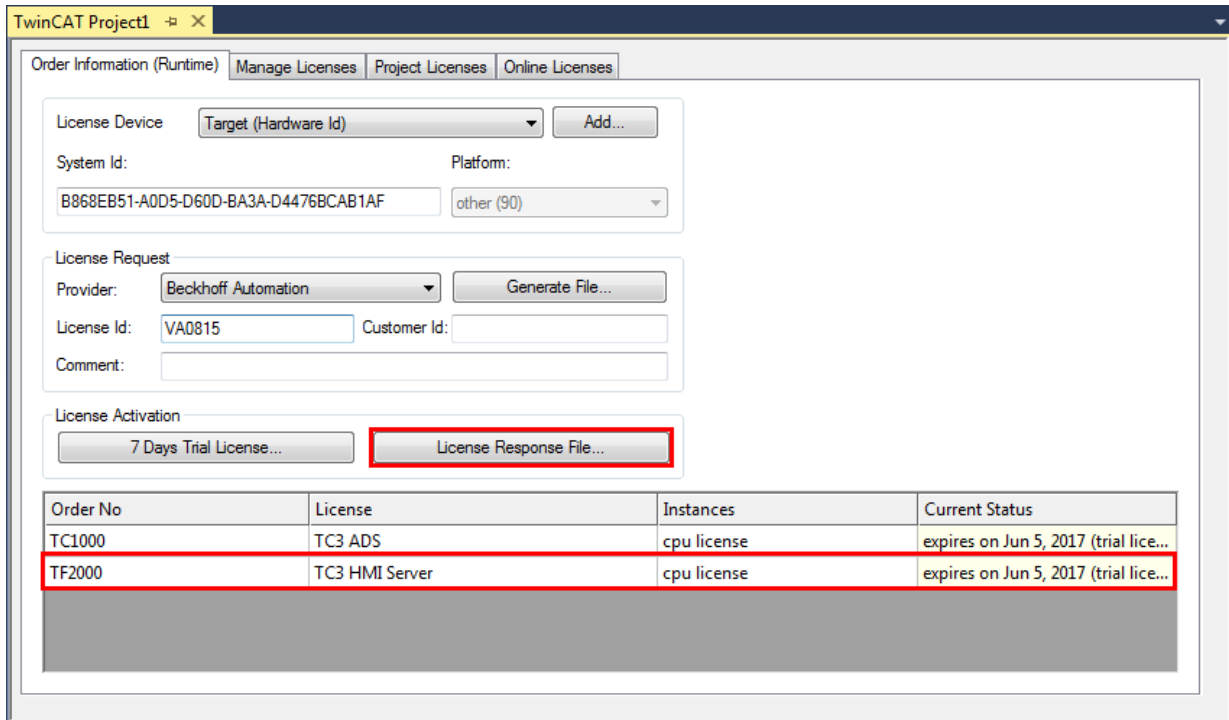 TwinCAT Project1
Order Information (Runtime) Manage Licenses Project Licenses Online Licenses
License Device Target (Hardware Id) Add...
System Id: Platform:
B868EB51-A0D5-D60D-BA3A-D4476BCAB1AF other (90)
License Request
Provider: Beckhoff Automation Generate File...
License Id: VA0815 Customer Id:
Comment:
License Activation
7 Days Trial License... License Response File...
Order No License Instances Current Status
TC1000 TC3 ADS cpu license expires on Jun 5, 2017 (trial lice...
TF2000 TC3 HMI Server cpu license expires on Jun 5, 2017 (trial lice...